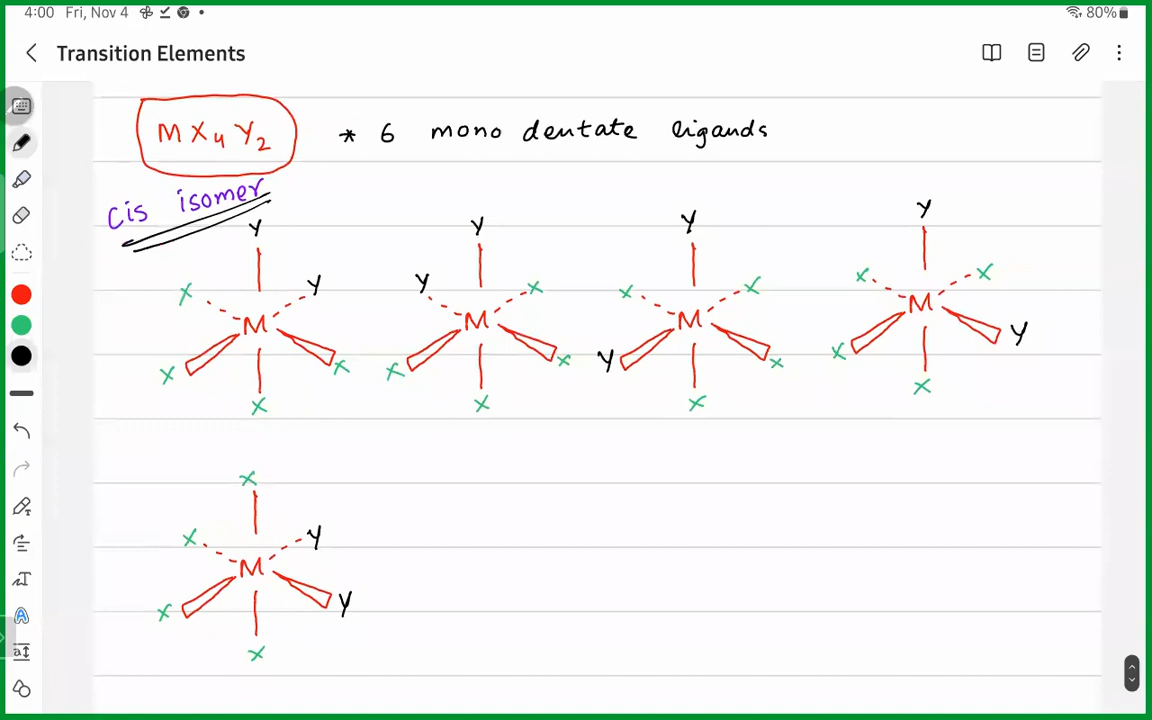 4:00 Fri, Nov 4 80%
Transition Elements
MX4Y2 * 6 mono dentate ligands
Cis isomer
Y Y Y Y
X Y Y X X X X X
M M M M
X X X X Y X X Y
X X X X
X
X Y
M
X Y
X